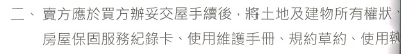 二、賣方應於買方辦妥交屋手續後，將土地及建物所有權狀
房屋保固服務紀錄卡、使用維護手冊、規約草約、使用執